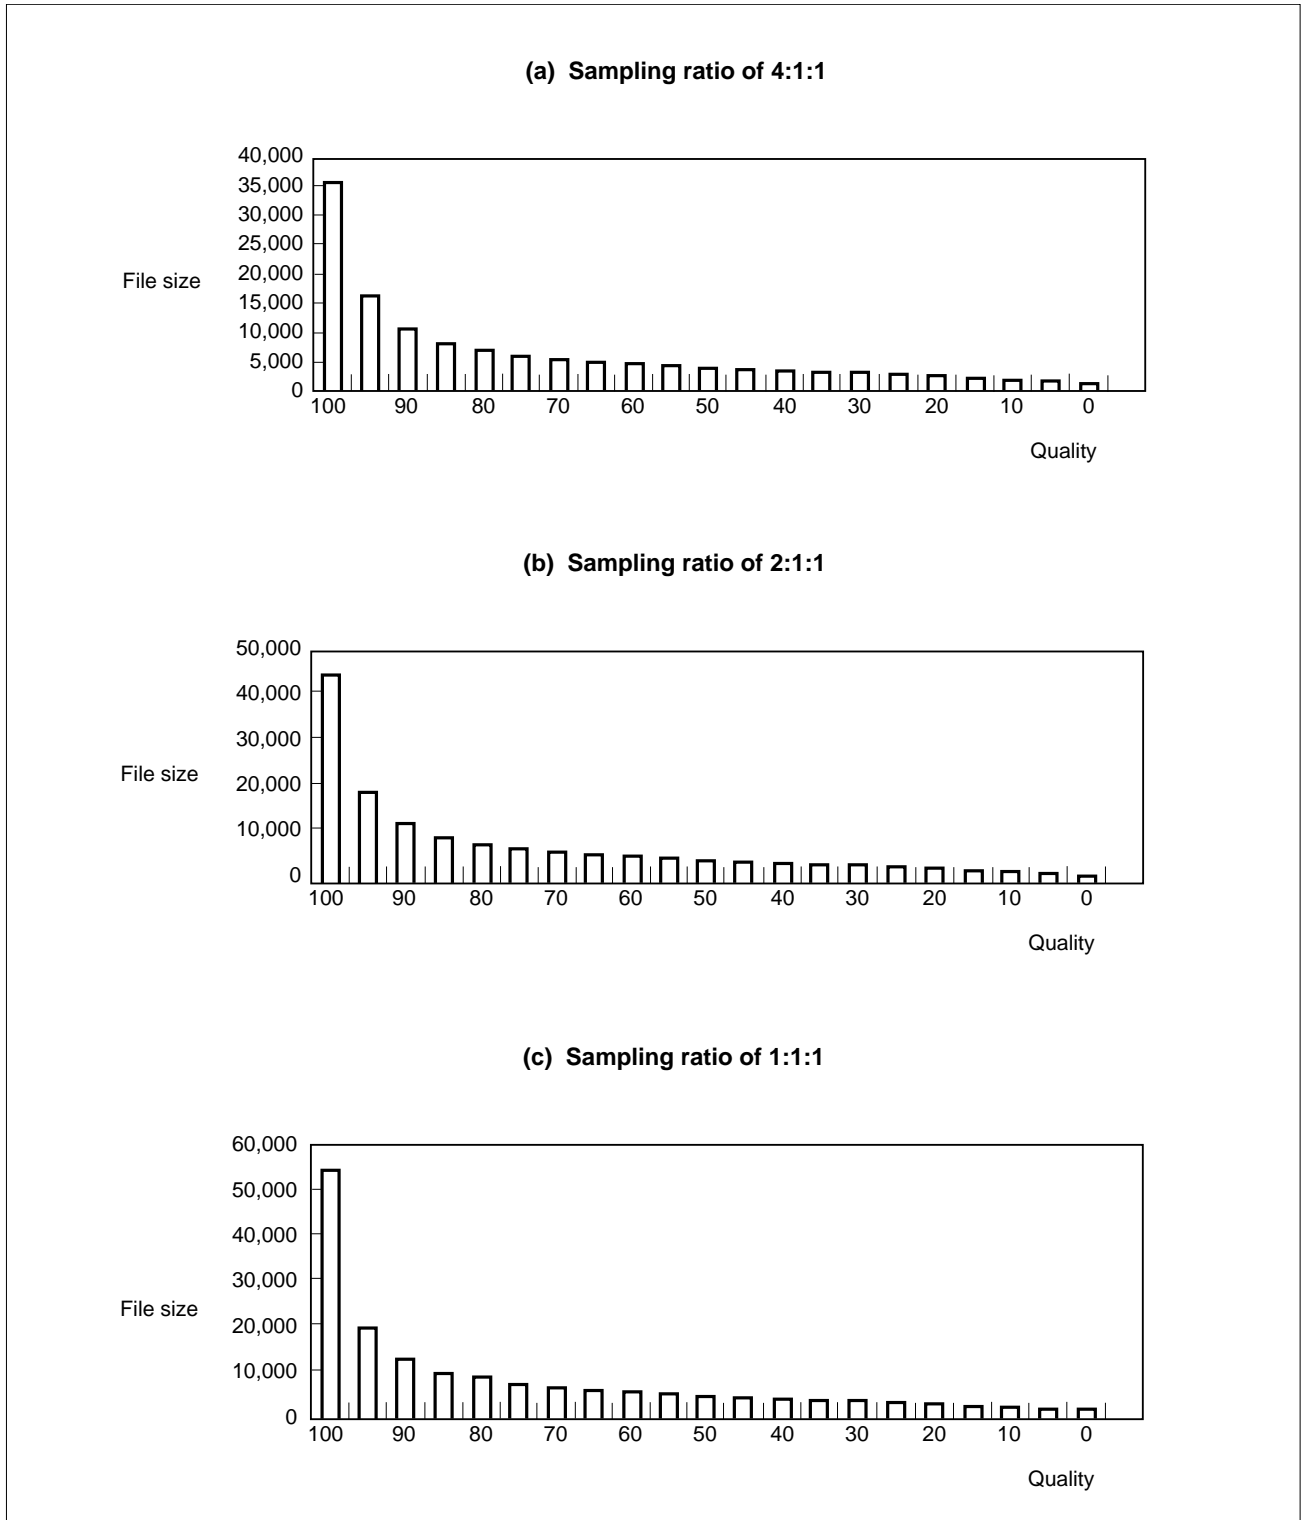 (a) Sampling ratio of 4:1:1
40,000
35,000
30,000
25,000
20,000
15,000
10,000
5,000
0
File size
100 90 80 70 60 50 40 30 20 10 0
Quality
(b) Sampling ratio of 2:1:1
50,000
40,000
30,000
20,000
10,000
0
File size
100 90 80 70 60 50 40 30 20 10 0
Quality
(c) Sampling ratio of 1:1:1
60,000
50,000
40,000
30,000
20,000
10,000
0
File size
100 90 80 70 60 50 40 30 20 10 0
Quality